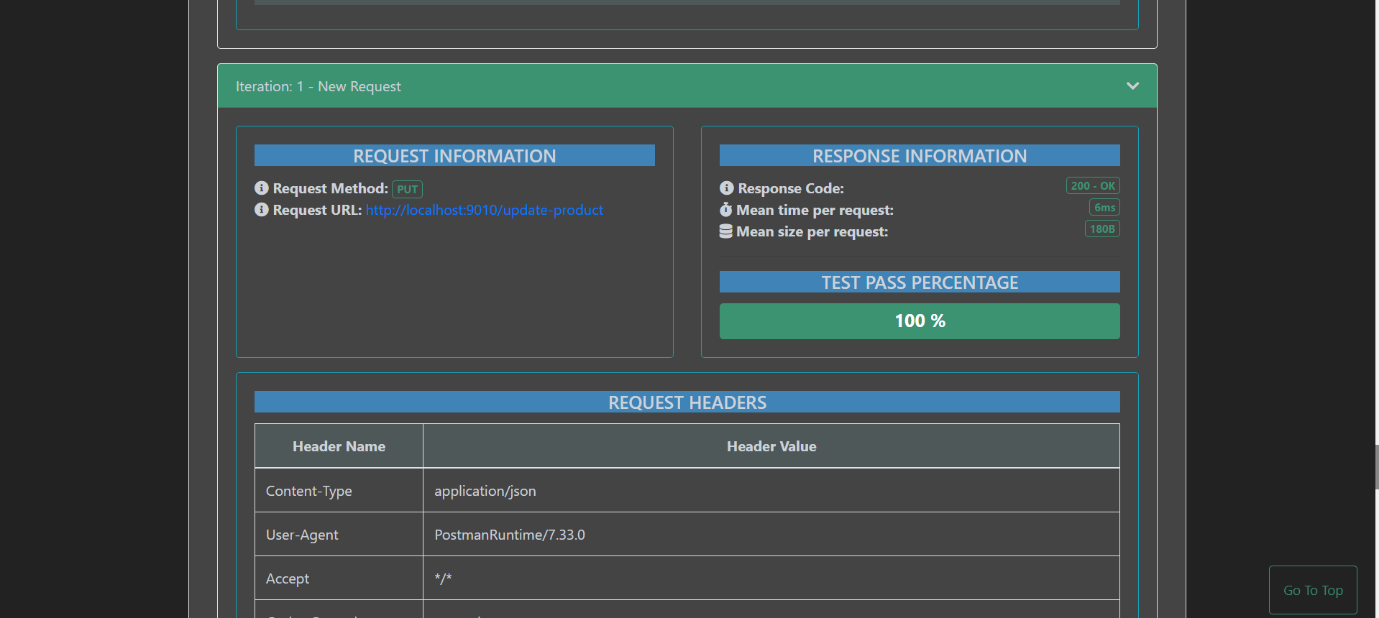 Iteration: 1 - New Request
REQUEST INFORMATION
Request Method: PUT
Request URL: http://localhost:9010/update-product
RESPONSE INFORMATION
Response Code: 200 - OK
Mean time per request: 6ms
Mean size per request: 180B
TEST PASS PERCENTAGE
100 %
REQUEST HEADERS
Header Name Header Value
Content-Type application/json
User-Agent PostmanRuntime/7.33.0
Accept */*
Go To Top